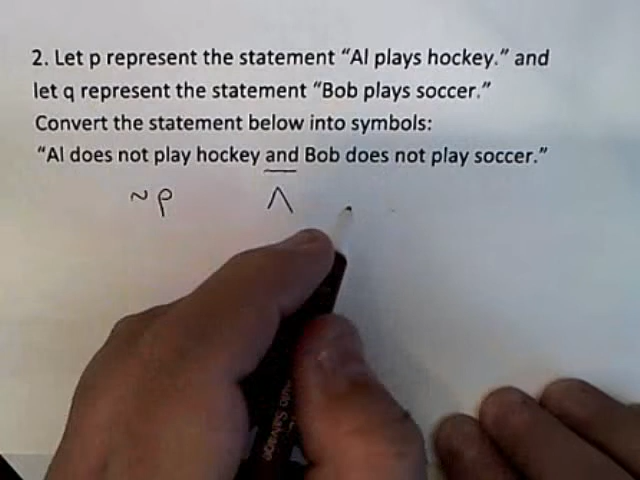 2. Let p represent the statement “Al plays hockey.” and
let q represent the statement “Bob plays soccer.”
Convert the statement below into symbols:
“Al does not play hockey and Bob does not play soccer.”
~p ∧